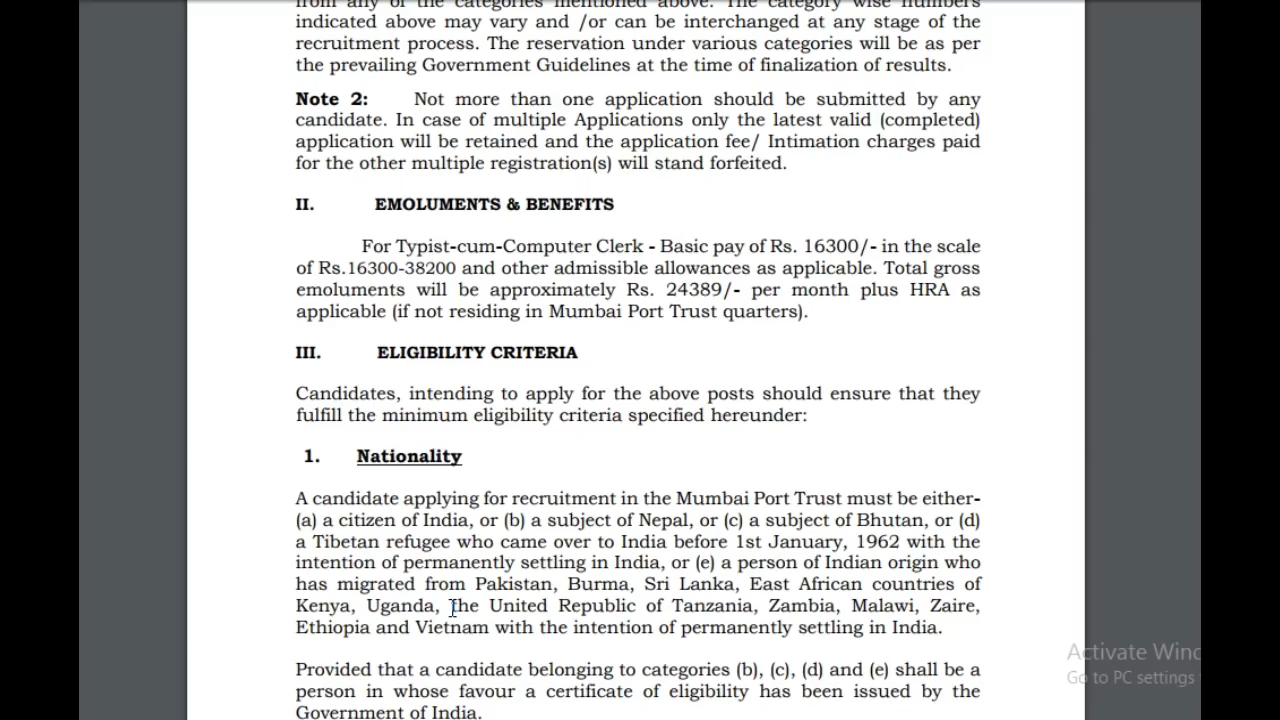 from any of the categories mentioned above. The category wise numbers
indicated above may vary and /or can be interchanged at any stage of the
recruitment process. The reservation under various categories will be as per
the prevailing Government Guidelines at the time of finalization of results.
Note 2: Not more than one application should be submitted by any
candidate. In case of multiple Applications only the latest valid (completed)
application will be retained and the application fee/ Intimation charges paid
for the other multiple registration(s) will stand forfeited.
II. EMOLUMENTS & BENEFITS
For Typist-cum-Computer Clerk - Basic pay of Rs. 16300/- in the scale
of Rs.16300-38200 and other admissible allowances as applicable. Total gross
emoluments will be approximately Rs. 24389/- per month plus HRA as
applicable (if not residing in Mumbai Port Trust quarters).
III. ELIGIBILITY CRITERIA
Candidates, intending to apply for the above posts should ensure that they
fulfill the minimum eligibility criteria specified hereunder:
1. Nationality
A candidate applying for recruitment in the Mumbai Port Trust must be either-
(a) a citizen of India, or (b) a subject of Nepal, or (c) a subject of Bhutan, or (d)
a Tibetan refugee who came over to India before 1st January, 1962 with the
intention of permanently settling in India, or (e) a person of Indian origin who
has migrated from Pakistan, Burma, Sri Lanka, East African countries of
Kenya, Uganda, the United Republic of Tanzania, Zambia, Malawi, Zaire,
Ethiopia and Vietnam with the intention of permanently settling in India.
Provided that a candidate belonging to categories (b), (c), (d) and (e) shall be a
person in whose favour a certificate of eligibility has been issued by the
Government of India.
Activate Winc
Go to PC settings